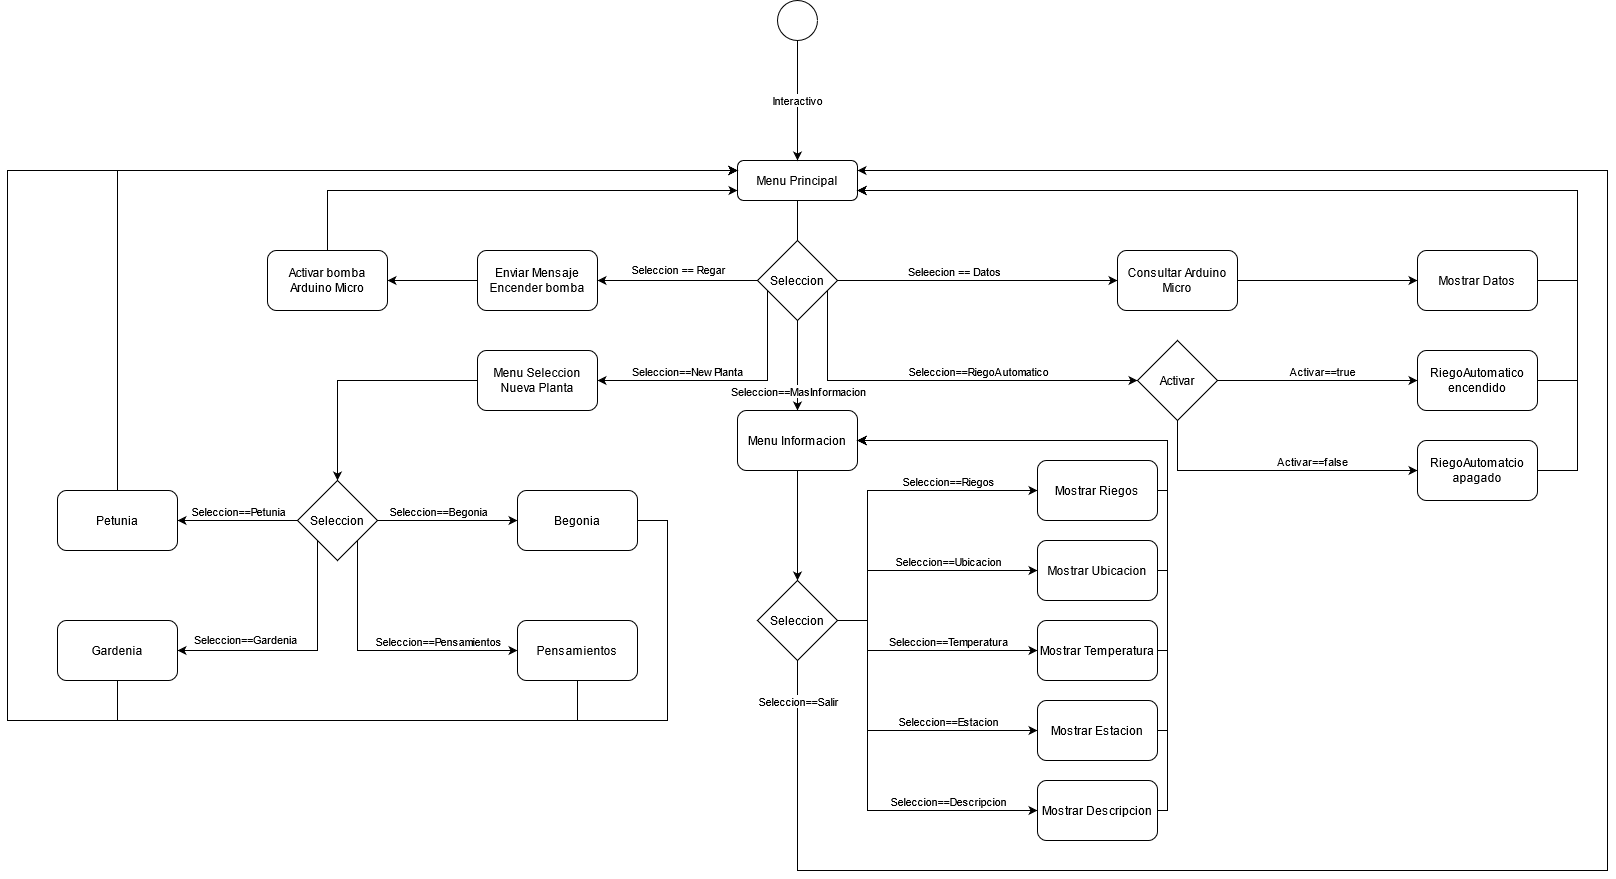 Interactivo
Menu Principal
Activar bomba
Arduino Micro
Enviar Mensaje
Encender bomba
Seleccion == Regar
Seleccion
Seleecion == Datos
Consultar Arduino
Micro
Mostrar Datos
Menu Seleccion
Nueva Planta
Seleccion==New Planta
Seleccion==MasInformacion
Seleccion==RiegoAutomatico
Activar
Activar==true
RiegoAutomatico
encendido
Menu Informacion
Activar==false
RiegoAutomatcio
apagado
Petunia
Seleccion==Petunia
Seleccion
Seleccion==Begonia
Begonia
Seleccion==Riegos
Mostrar Riegos
Seleccion==Ubicacion
Mostrar Ubicacion
Gardenia
Seleccion==Gardenia
Seleccion==Pensamientos
Pensamientos
Seleccion
Seleccion==Temperatura
Mostrar Temperatura
Seleccion==Salir
Seleccion==Estacion
Mostrar Estacion
Seleccion==Descripcion
Mostrar Descripcion